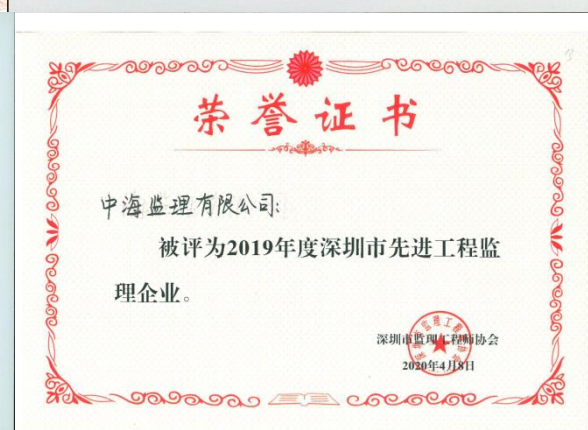 荣誉证书
中海监理有限公司:
被评为2019年度深圳市先进工程监
理企业。
深圳市监理工程师协会
2020年4月8日